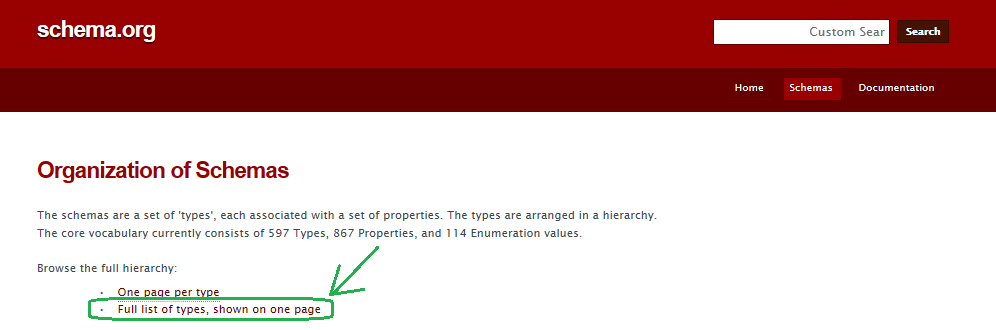 schema.org
Custom Sear
Search
Home
Schemas
Documentation
Organization of Schemas
The schemas are a set of 'types', each associated with a set of properties. The types are arranged in a hierarchy.
The core vocabulary currently consists of 597 Types, 867 Properties, and 114 Enumeration values.
Browse the full hierarchy:
One page per type
Full list of types, shown on one page